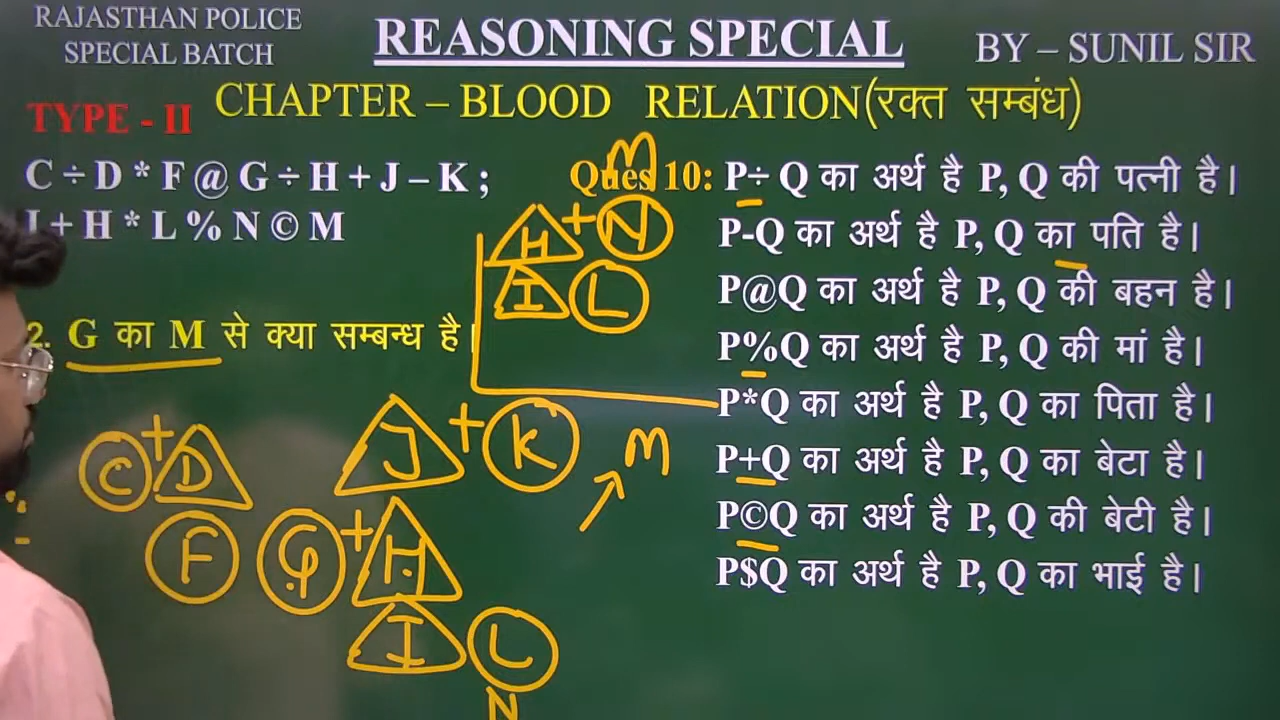 RAJASTHAN POLICE
SPECIAL BATCH
REASONING SPECIAL
BY – SUNIL SIR
CHAPTER – BLOOD RELATION(रक्त सम्बंध)
TYPE - II
C ÷ D * F @ G ÷ H + J – K ;
I + H * L % N © M
2. G का M से क्या सम्बन्ध है|
Ques 10: P÷ Q का अर्थ है P, Q की पत्नी है|
P-Q का अर्थ है P, Q का पति है|
P@Q का अर्थ है P, Q की बहन है|
P%Q का अर्थ है P, Q की मां है|
P*Q का अर्थ है P, Q का पिता है|
P+Q का अर्थ है P, Q का बेटा है|
P©Q का अर्थ है P, Q की बेटी है|
P$Q का अर्थ है P, Q का भाई है|
M
H + N
I L
C + D
J + K
M
F G + H
I L
N